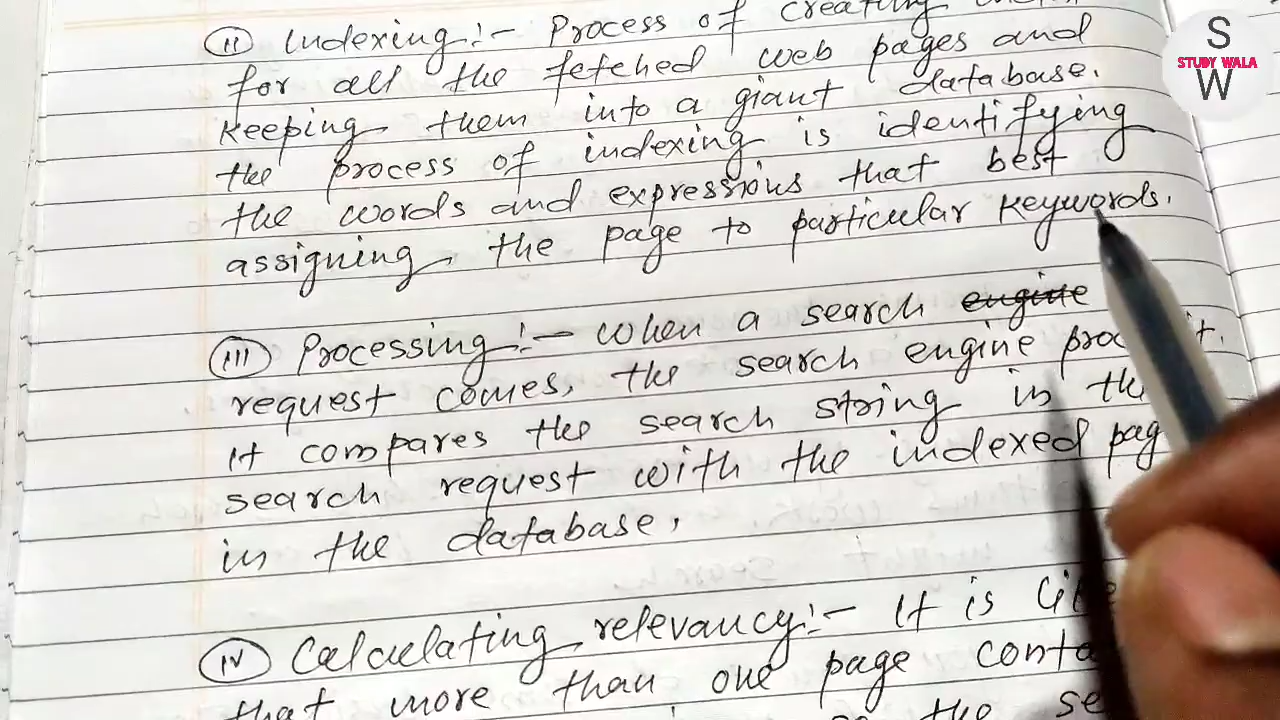 (ii) Indexing:- Process of creating
for all the fetched web pages and
keeping them into a giant database.
the process of indexing is identifying
the words and expressions that best
assigning the page to particular keywords.
(iii) Processing:- When a search engine
request comes, the search engine
It compares the search string in the
search request with the indexed
in the database,
(iv) Calculating relevancy:- It is
that more than one page
the
S
STUDY WALA
W